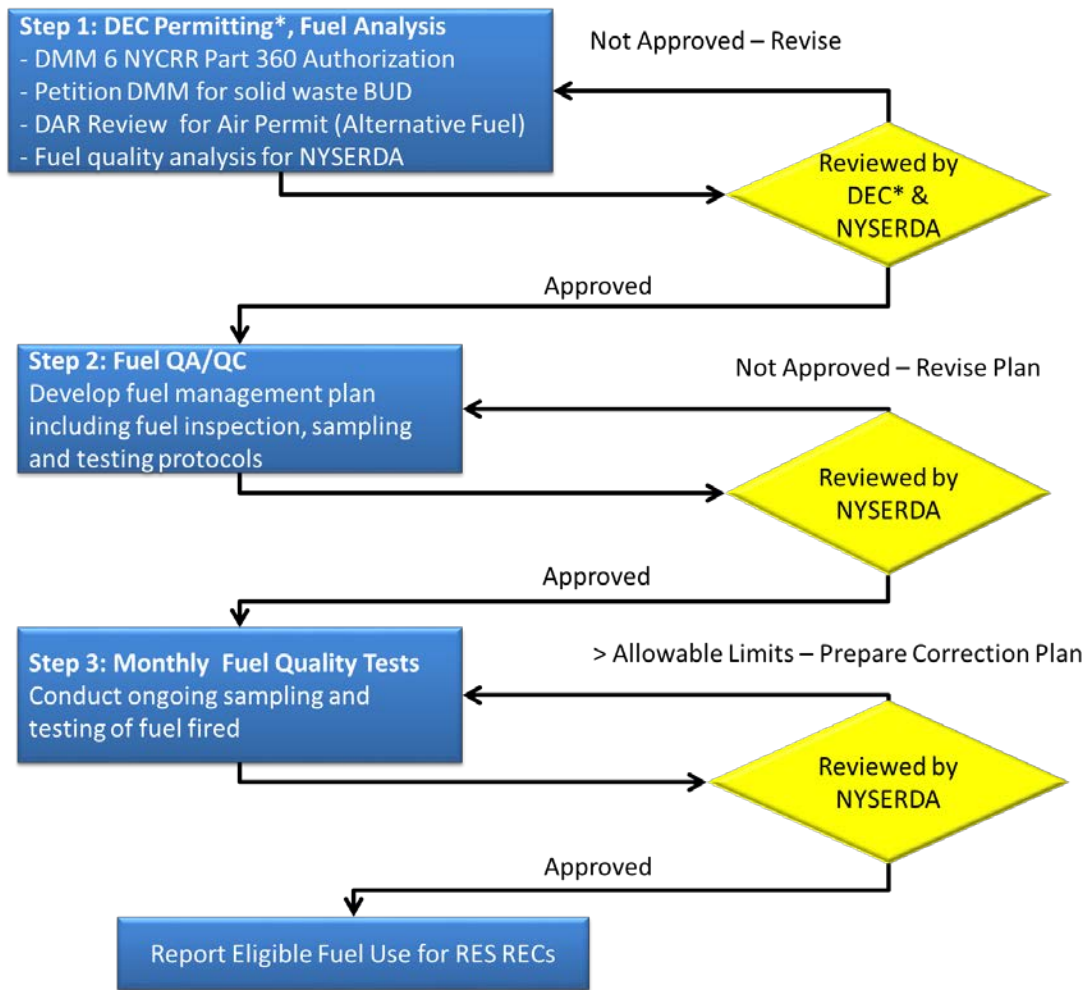 Step 1: DEC Permitting*, Fuel Analysis
- DMM 6 NYCRR Part 360 Authorization
- Petition DMM for solid waste BUD
- DAR Review for Air Permit (Alternative Fuel)
- Fuel quality analysis for NYSERDA
Not Approved – Revise
Reviewed by
DEC* &
NYSERDA
Approved
Step 2: Fuel QA/QC
Develop fuel management plan
including fuel inspection, sampling
and testing protocols
Not Approved – Revise Plan
Reviewed by
NYSERDA
Approved
Step 3: Monthly Fuel Quality Tests
Conduct ongoing sampling and
testing of fuel fired
> Allowable Limits – Prepare Correction Plan
Reviewed by
NYSERDA
Approved
Report Eligible Fuel Use for RES RECs